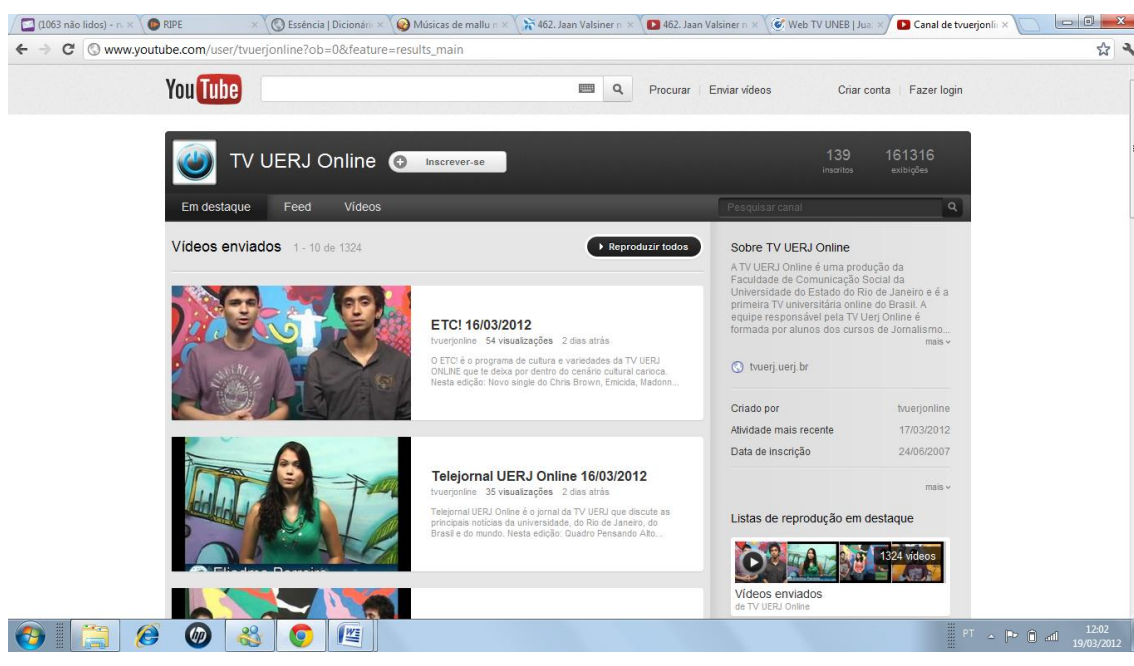 (1063 não lidos) - n
RIPE
Essência | Dicionári
Músicas de mallu n
462. Jaan Valsiner n
462. Jaan Valsiner n
Web TV UNEB | Jua
Canal de tvuerjonli
www.youtube.com/user/tvuerjonline?ob=0&feature=results_main
YouTube
Procurar
Enviar vídeos
Criar conta
Fazer login
TV UERJ Online
Inscrever-se
139
inscritos
161316
exibições
Em destaque
Feed
Vídeos
Pesquisar canal
Vídeos enviados 1 - 10 de 1324
Reproduzir todos
ETC! 16/03/2012
tvuerjonline 54 visualizações 2 dias atrás
O ETC! é o programa de cultura e variedades da TV UERJ
ONLINE que te deixa por dentro do cenário cultural carioca.
Nesta edição: Novo single do Chris Brown, Emicida, Madonn...
Telejornal UERJ Online 16/03/2012
tvuerjonline 35 visualizações 2 dias atrás
Telejornal UERJ Online é o jornal da TV UERJ que discute as
principais notícias da universidade, do Rio de Janeiro, do
Brasil e do mundo. Nesta edição: Quadro Pensando Alto...
Sobre TV UERJ Online
A TV UERJ Online é uma produção da
Faculdade de Comunicação Social da
Universidade do Estado do Rio de Janeiro e é a
primeira TV universitária online do Brasil. A
equipe responsável pela TV Uerj Online é
formada por alunos dos cursos de Jornalismo...
mais
tvuerj.uerj.br
Criado por tvuerjonline
Atividade mais recente 17/03/2012
Data de inscrição 24/06/2007
mais
Listas de reprodução em destaque
1324 vídeos
Vídeos enviados
de TV UERJ Online
hp
PT
12:02
19/03/2012